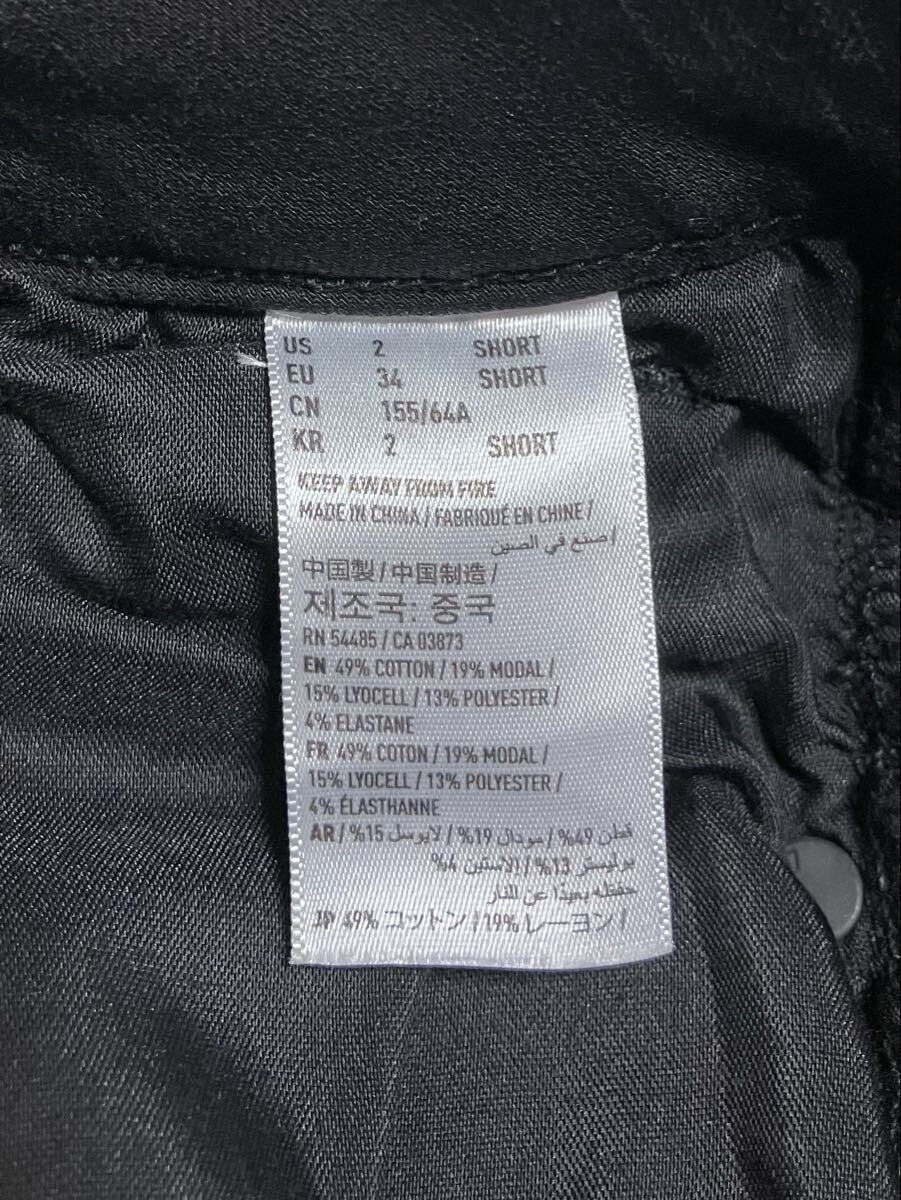 US 2 SHORT
EU 34 SHORT
CN 155/64A
KR 2 SHORT
KEEP AWAY FROM FIRE
MADE IN CHINA / FABRIQUÉ EN CHINE /
صنع في الصين /
中国製 / 中国制造 /
제조국: 중국
RN 54485 / CA 03873
EN 49% COTTON / 19% MODAL /
15% LYOCELL / 13% POLYESTER /
4% ELASTANE
FR 49% COTON / 19% MODAL /
15% LYOCELL / 13% POLYESTER /
4% ÉLASTHANNE
AR / قطن 49% / مودال 19% / لايوسل 15%
بوليستر 13% / الاستين 4%
حفظه بعيدًا عن النار
JP 49% コットン / 19% レーヨン /